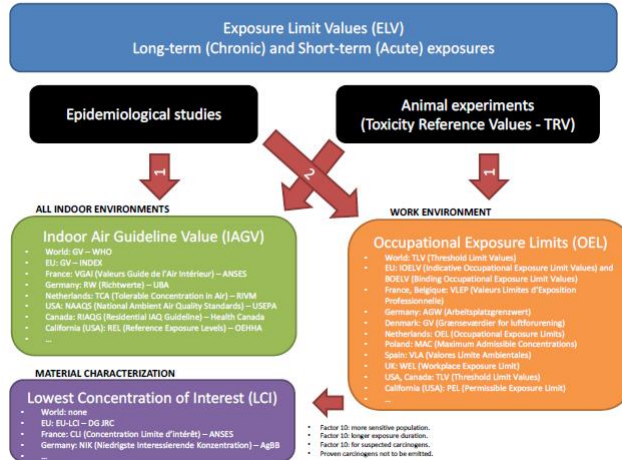 Exposure Limit Values (ELV)
Long-term (Chronic) and Short-term (Acute) exposures
Epidemiological studies
Animal experiments
(Toxicity Reference Values - TRV)
1
2
1
ALL INDOOR ENVIRONMENTS
Indoor Air Guideline Value (IAGV)
• World: GV – WHO
• EU: GV – INDEX
• France: VGAI (Valeurs Guide de l'Air Intérieur) – ANSES
• Germany: RW (Richtwerte) – UBA
• Netherlands: TCA (Tolerable Concentration in Air) – RIVM
• USA: NAAQS (National Ambient Air Quality Standards) – USEPA
• Canada: RIAQG (Residential IAQ Guideline) – Health Canada
• California (USA): REL (Reference Exposure Levels) – OEHHA
• ...
WORK ENVIRONMENT
Occupational Exposure Limits (OEL)
• World: TLV (Threshold Limit Values)
• EU: IOELV (Indicative Occupational Exposure Limit Values) and
BOELV (Binding Occupational Exposure Limit Values)
• France, Belgique: VLEP (Valeurs Limites d'Exposition
Professionnelle)
• Germany: AGW (Arbeitsplatzgrenzwert)
• Denmark: GV (Grænseværdier for luftforurening)
• Netherlands: OEL (Occupational Exposure Limits)
• Poland: MAC (Maximum Admissible Concentrations)
• Spain: VLA (Valores Limite Ambientales)
• UK: WEL (Workplace Exposure Limit)
• USA, Canada: TLV (Threshold Limit Values)
• California (USA): PEL (Permissible Exposure Limit)
• ...
MATERIAL CHARACTERIZATION
Lowest Concentration of Interest (LCI)
• World: none
• EU: EU-LCI – DG JRC
• France: CLI (Concentration Limite d'intérêt) – ANSES
• Germany: NIK (Niedrigste Interessierende Konzentration) – AgBB
• ...
• Factor 10: more sensitive population.
• Factor 10: longer exposure duration.
• Factor 10: for suspected carcinogens.
• Proven carcinogens not to be emitted.